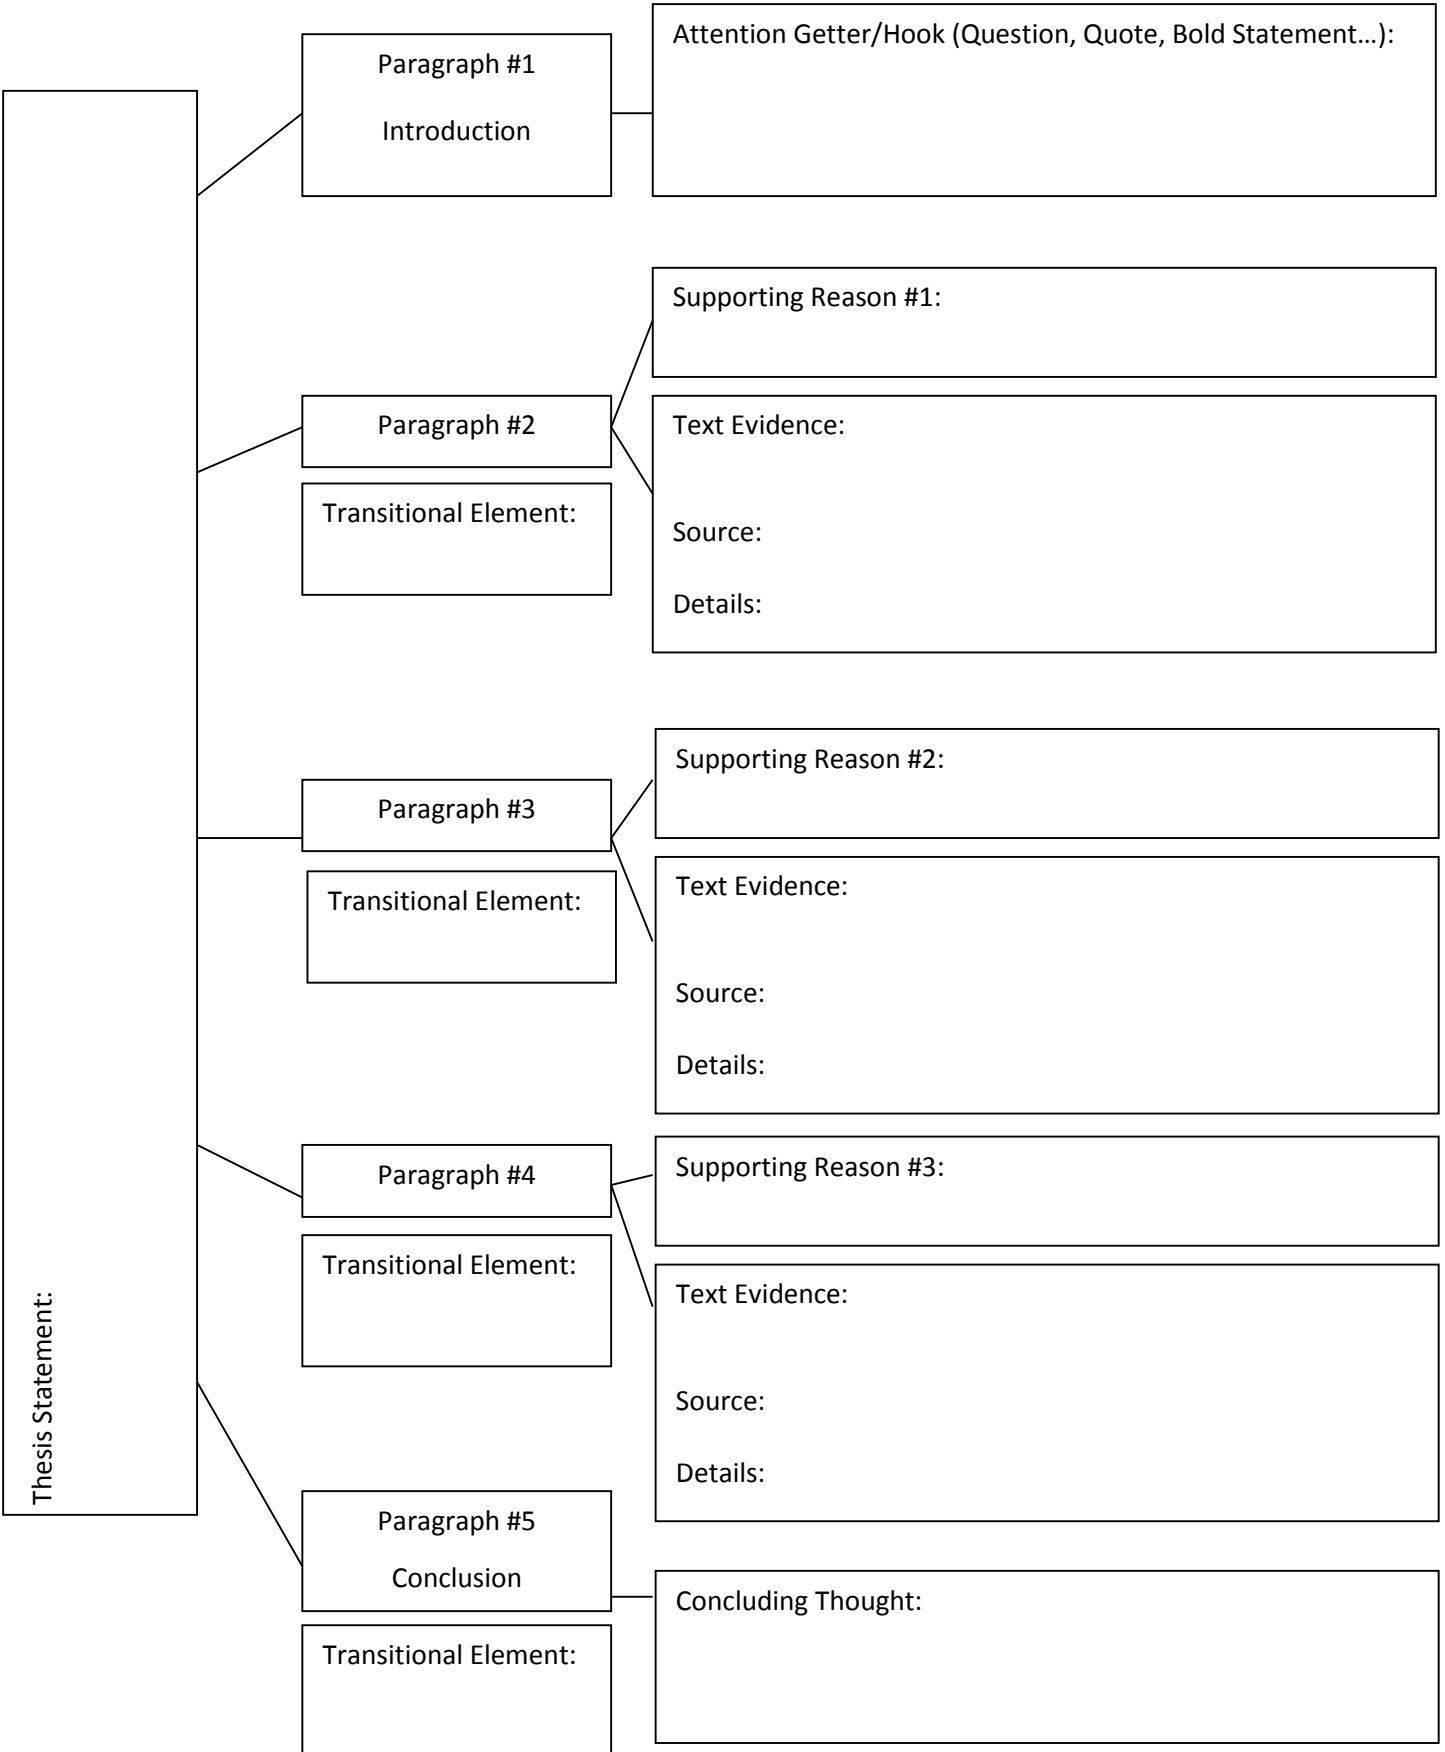 Thesis Statement:
Paragraph #1
Introduction
Attention Getter/Hook (Question, Quote, Bold Statement…):
Paragraph #2
Transitional Element:
Supporting Reason #1:
Text Evidence:
Source:
Details:
Paragraph #3
Transitional Element:
Supporting Reason #2:
Text Evidence:
Source:
Details:
Paragraph #4
Transitional Element:
Supporting Reason #3:
Text Evidence:
Source:
Details:
Paragraph #5
Conclusion
Transitional Element:
Concluding Thought: